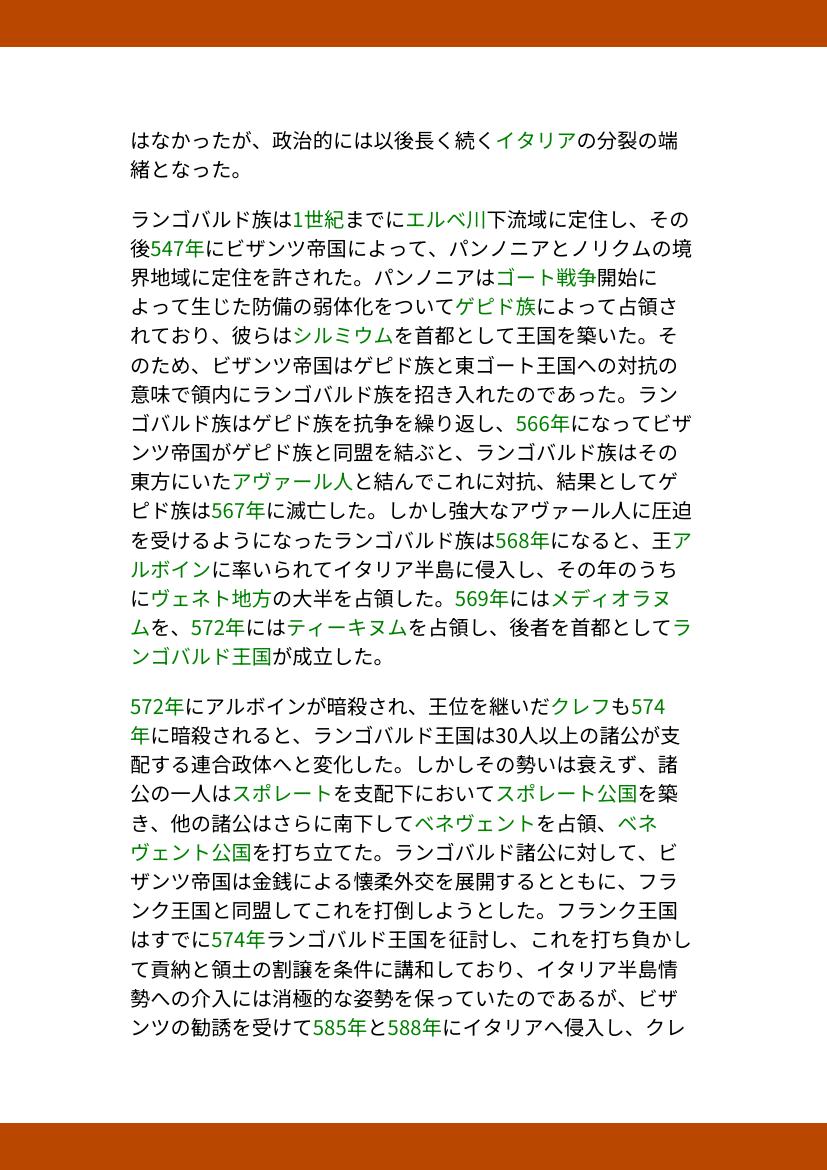 はなかったが、政治的には以後長く続くイタリアの分裂の端
緒となった。
ランゴバルド族は1世紀までにエルベ川下流域に定住し、その
後547年にビザンツ帝国によって、パンノニアとノリクムの境
界地域に定住を許された。パンノニアはゴート戦争開始に
よって生じた防備の弱体化をついてゲピド族によって占領さ
れており、彼らはシルミウムを首都として王国を築いた。そ
のため、ビザンツ帝国はゲピド族と東ゴート王国への対抗の
意味で領内にランゴバルド族を招き入れたのであった。ラン
ゴバルド族はゲピド族を抗争を繰り返し、566年になってビザ
ンツ帝国がゲピド族と同盟を結ぶと、ランゴバルド族はその
東方にいたアヴァール人と結んでこれに対抗、結果としてゲ
ピド族は567年に滅亡した。しかし強大なアヴァール人に圧迫
を受けるようになったランゴバルド族は568年になると、王ア
ルボインに率いられてイタリア半島に侵入し、その年のうち
にヴェネト地方の大半を占領した。569年にはメディオラヌ
ムを、572年にはティーキヌムを占領し、後者を首都としてラ
ンゴバルド王国が成立した。
572年にアルボインが暗殺され、王位を継いだクレフも574
年に暗殺されると、ランゴバルド王国は30人以上の諸公が支
配する連合政体へと変化した。しかしその勢いは衰えず、諸
公の一人はスポレートを支配下においてスポレート公国を築
き、他の諸公はさらに南下してベネヴェントを占領、ベネ
ヴェント公国を打ち立てた。ランゴバルド諸公に対して、ビ
ザンツ帝国は金銭による懐柔外交を展開するとともに、フラ
ンク王国と同盟してこれを打倒しようとした。フランク王国
はすでに574年ランゴバルド王国を征討し、これを打ち負かし
て貢納と領土の割譲を条件に講和しており、イタリア半島情
勢への介入には消極的な姿勢を保っていたのであるが、ビザ
ンツの勧誘を受けて585年と588年にイタリアへ侵入し、クレ